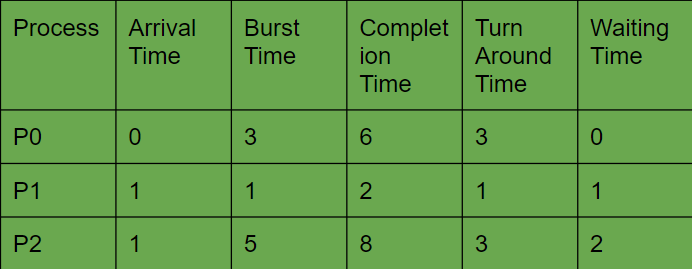 Process Arrival Time Burst Time Completion Time Turn Around Time Waiting Time
P0 0 3 6 3 0
P1 1 1 2 1 1
P2 1 5 8 3 2